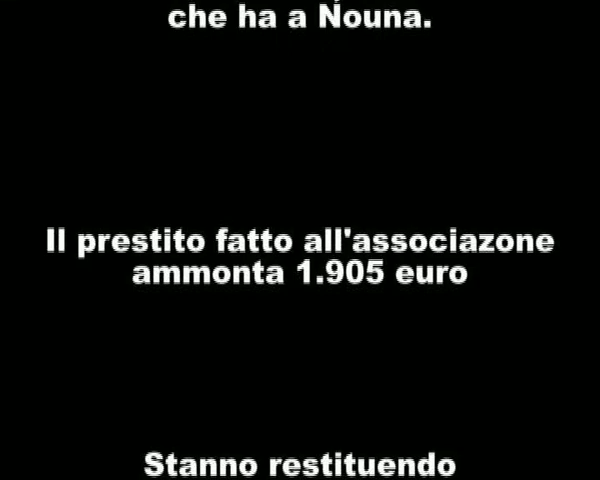 che ha a Nouna.
Il prestito fatto all'associazone
ammonta 1.905 euro
Stanno restituendo